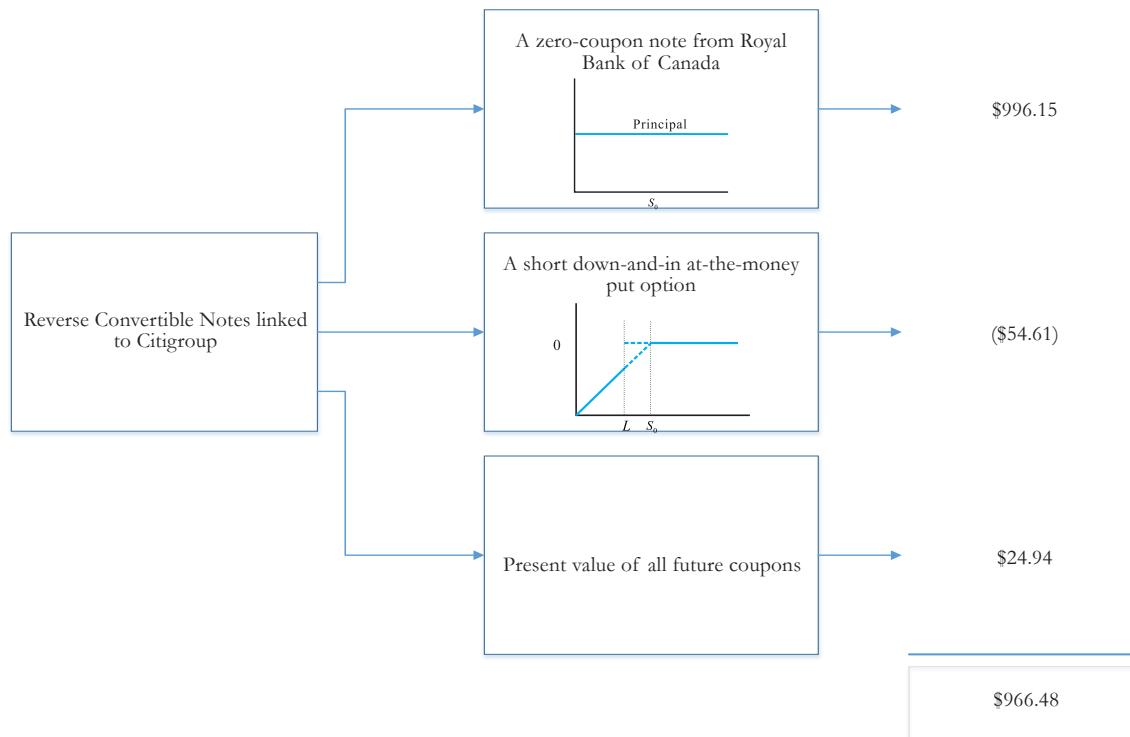 A zero-coupon note from Royal
Bank of Canada
Principal
S₀
$996.15
Reverse Convertible Notes linked
to Citigroup
A short down-and-in at-the-money
put option
0
L S₀
($54.61)
Present value of all future coupons
$24.94
$966.48